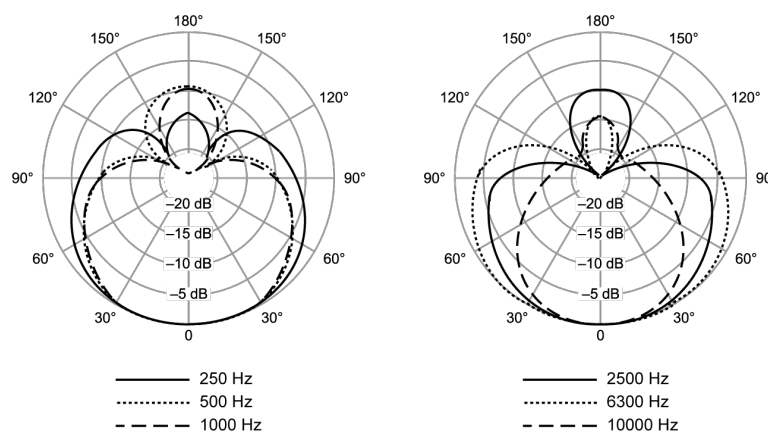 180°
150° 150°
120° 120°
90° 90°
60° 60°
30° 30°
0
–20 dB
–15 dB
–10 dB
–5 dB
250 Hz
500 Hz
1000 Hz
180°
150° 150°
120° 120°
90° 90°
60° 60°
30° 30°
0
–20 dB
–15 dB
–10 dB
–5 dB
2500 Hz
6300 Hz
10000 Hz